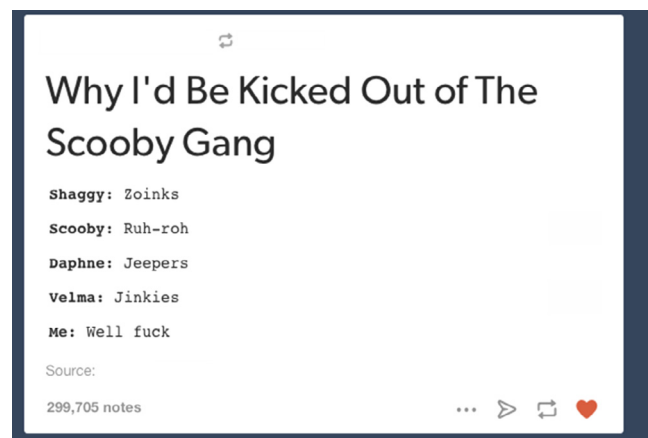 Why I'd Be Kicked Out of The
Scooby Gang
Shaggy: Zoinks
Scooby: Ruh-roh
Daphne: Jeepers
Velma: Jinkies
Me: Well fuck
Source:
299,705 notes